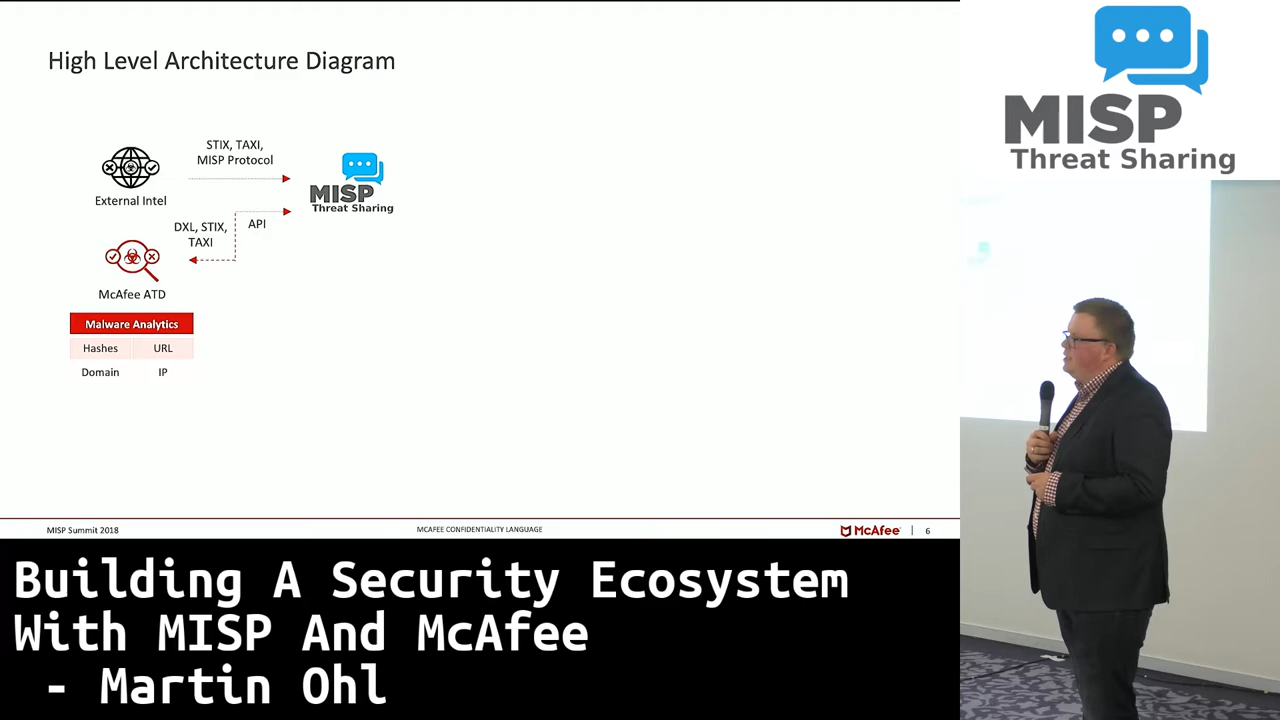 High Level Architecture Diagram
STIX, TAXI,
MISP Protocol
External Intel
MISP
Threat Sharing
DXL, STIX,
TAXI
API
McAfee ATD
Malware Analytics
Hashes URL
Domain IP
MISP Summit 2018
MCAFEE CONFIDENTIALITY LANGUAGE
McAfee
6
MISP
Threat Sharing
Building A Security Ecosystem
With MISP And McAfee
- Martin Ohl